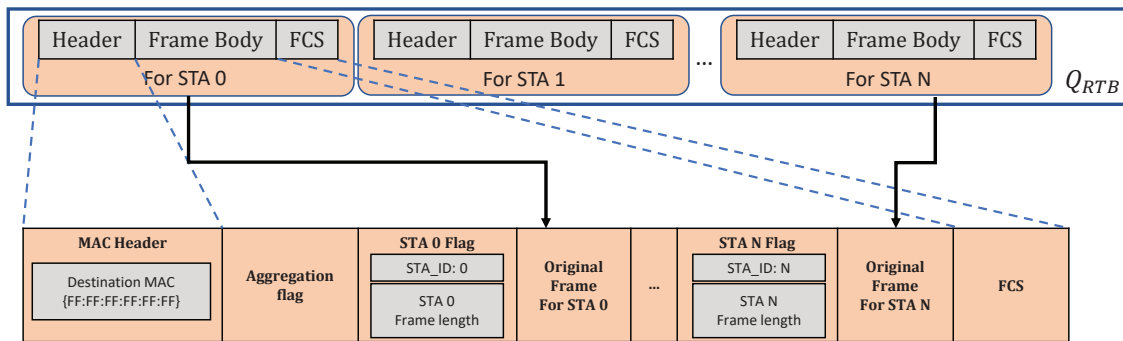 Header Frame Body FCS
For STA 0
Header Frame Body FCS
For STA 1
...
Header Frame Body FCS
For STA N
Q_RTB
MAC Header
Destination MAC
{FF:FF:FF:FF:FF:FF}
Aggregation
flag
STA 0 Flag
STA_ID: 0
STA 0
Frame length
Original
Frame
For STA 0
...
STA N Flag
STA_ID: N
STA N
Frame length
Original
Frame
For STA N
FCS